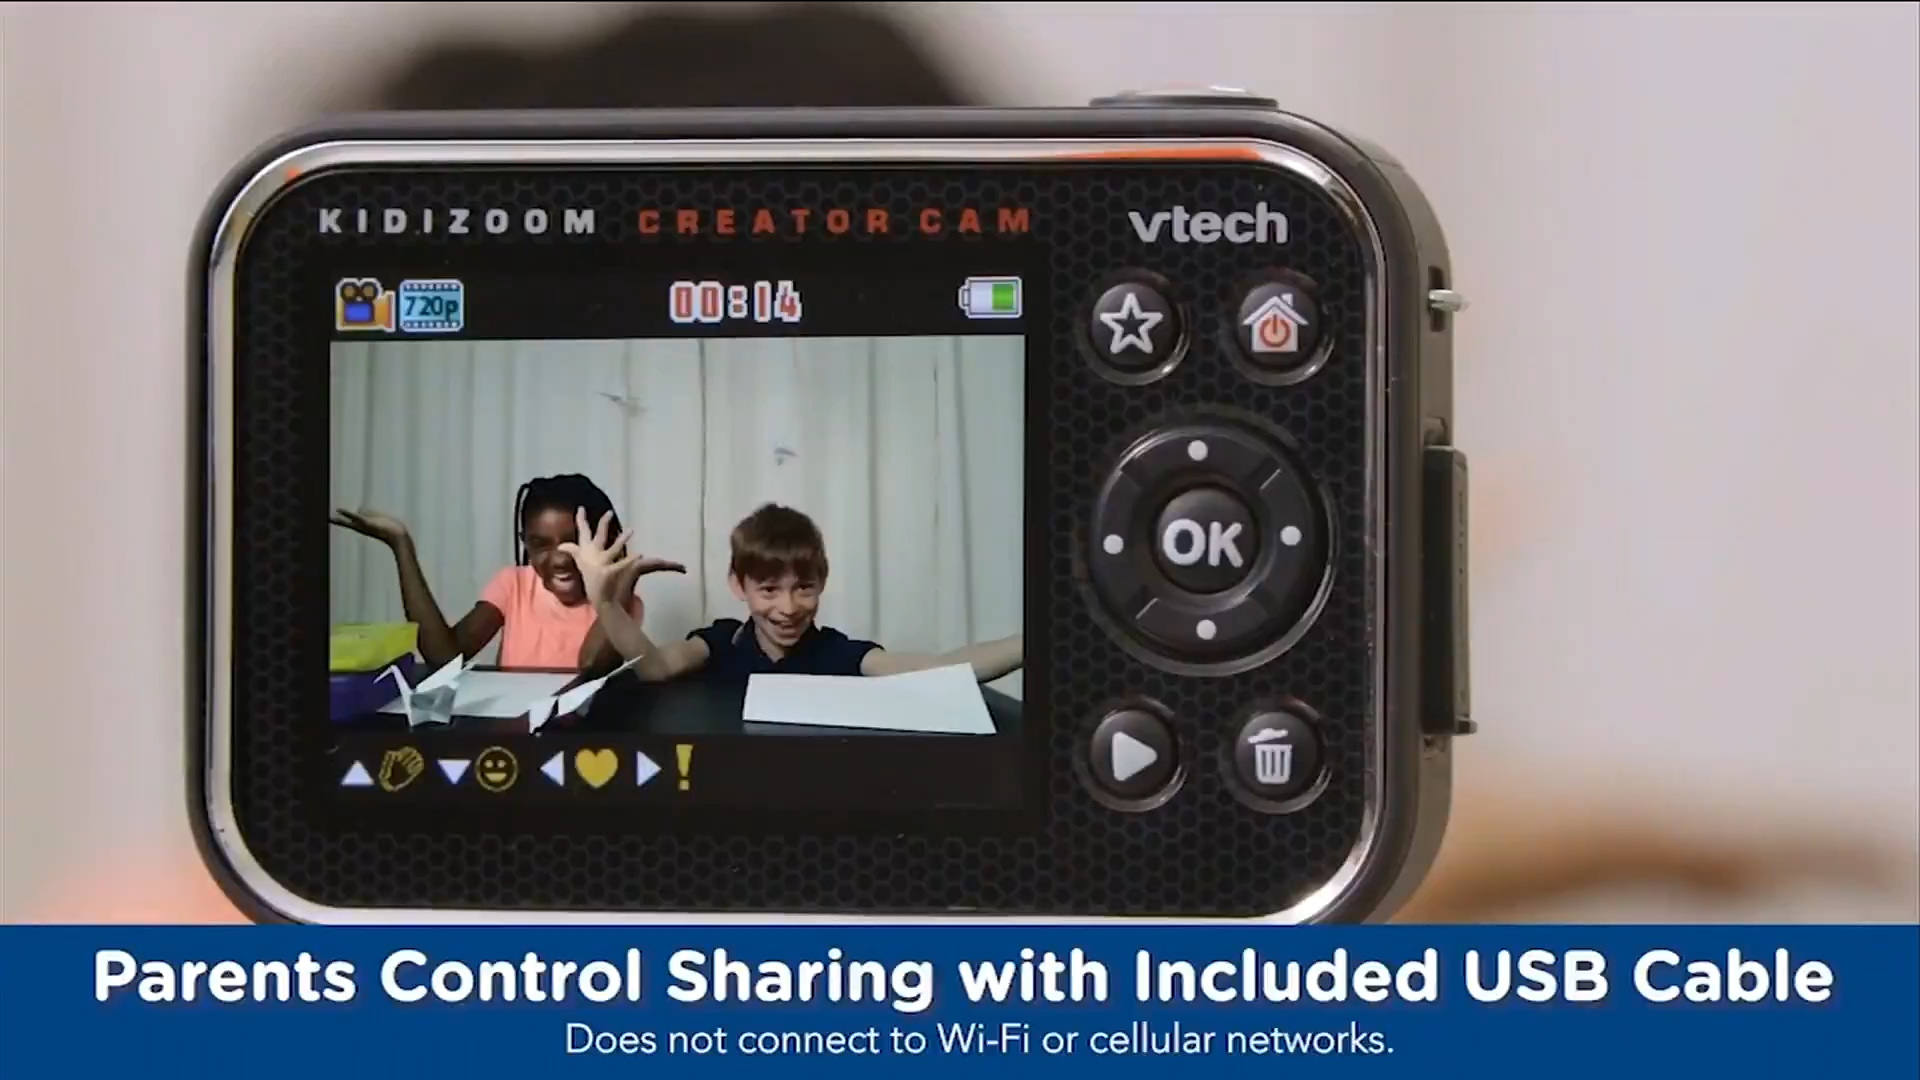 KIDIZOOM CREATOR CAM vtech
720p 00:14
OK
Parents Control Sharing with Included USB Cable
Does not connect to Wi-Fi or cellular networks.